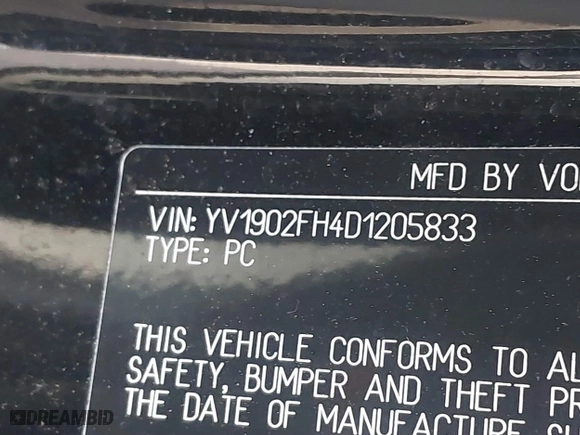 MFD BY VO
VIN: YV1902FH4D1205833
TYPE: PC
THIS VEHICLE CONFORMS TO AL
SAFETY, BUMPER AND THEFT PR
THE DATE OF MANUFACTURE
DREAMBID